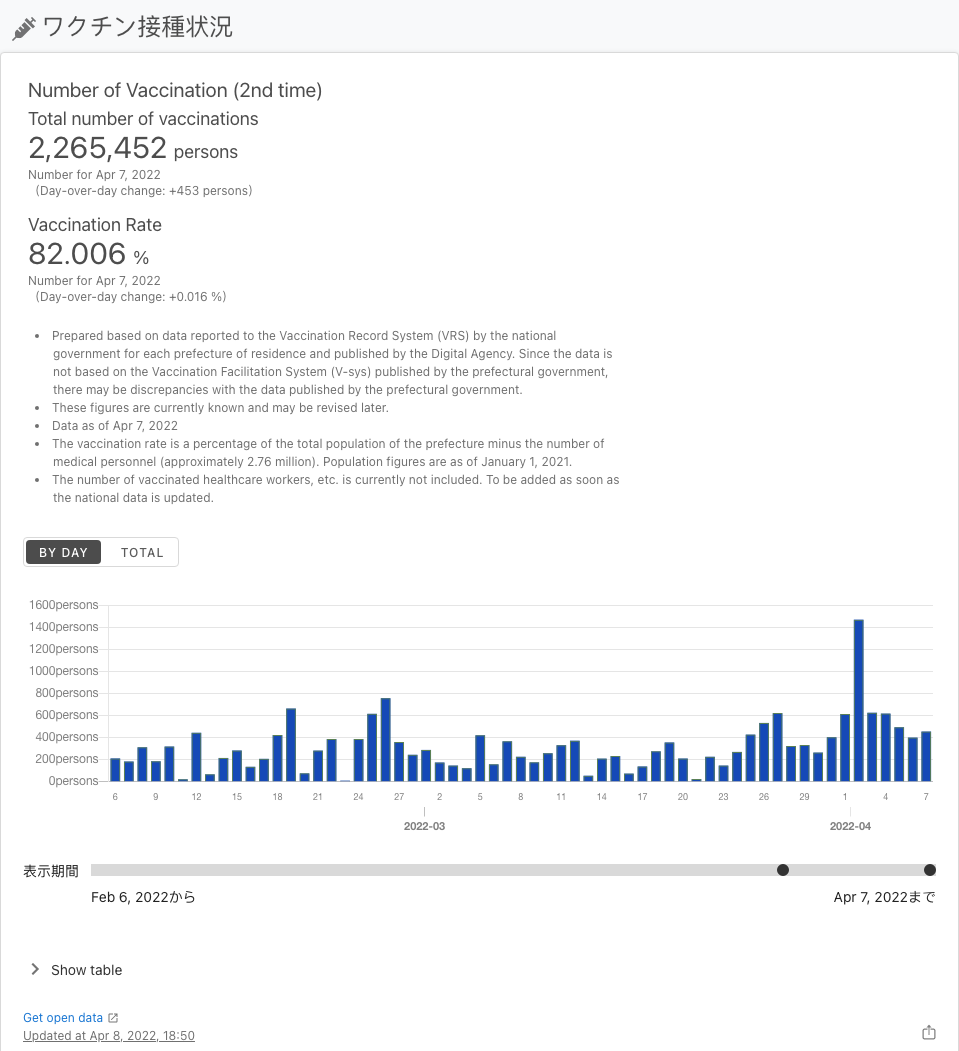 ワクチン接種状況
Number of Vaccination (2nd time)
Total number of vaccinations
2,265,452 persons
Number for Apr 7, 2022
(Day-over-day change: +453 persons)
Vaccination Rate
82.006 %
Number for Apr 7, 2022
(Day-over-day change: +0.016 %)
• Prepared based on data reported to the Vaccination Record System (VRS) by the national
government for each prefecture of residence and published by the Digital Agency. Since the data is
not based on the Vaccination Facilitation System (V-sys) published by the prefectural government,
there may be discrepancies with the data published by the prefectural government.
• These figures are currently known and may be revised later.
• Data as of Apr 7, 2022
• The vaccination rate is a percentage of the total population of the prefecture minus the number of
medical personnel (approximately 2.76 million). Population figures are as of January 1, 2021.
• The number of vaccinated healthcare workers, etc. is currently not included. To be added as soon as
the national data is updated.
BY DAY TOTAL
1600persons
1400persons
1200persons
1000persons
800persons
600persons
400persons
200persons
0persons
6 9 12 15 18 21 24 27 2 5 8 11 14 17 20 23 26 29 1 4 7
2022-03 2022-04
表示期間
Feb 6, 2022から Apr 7, 2022まで
Show table
Get open data
Updated at Apr 8, 2022, 18:50